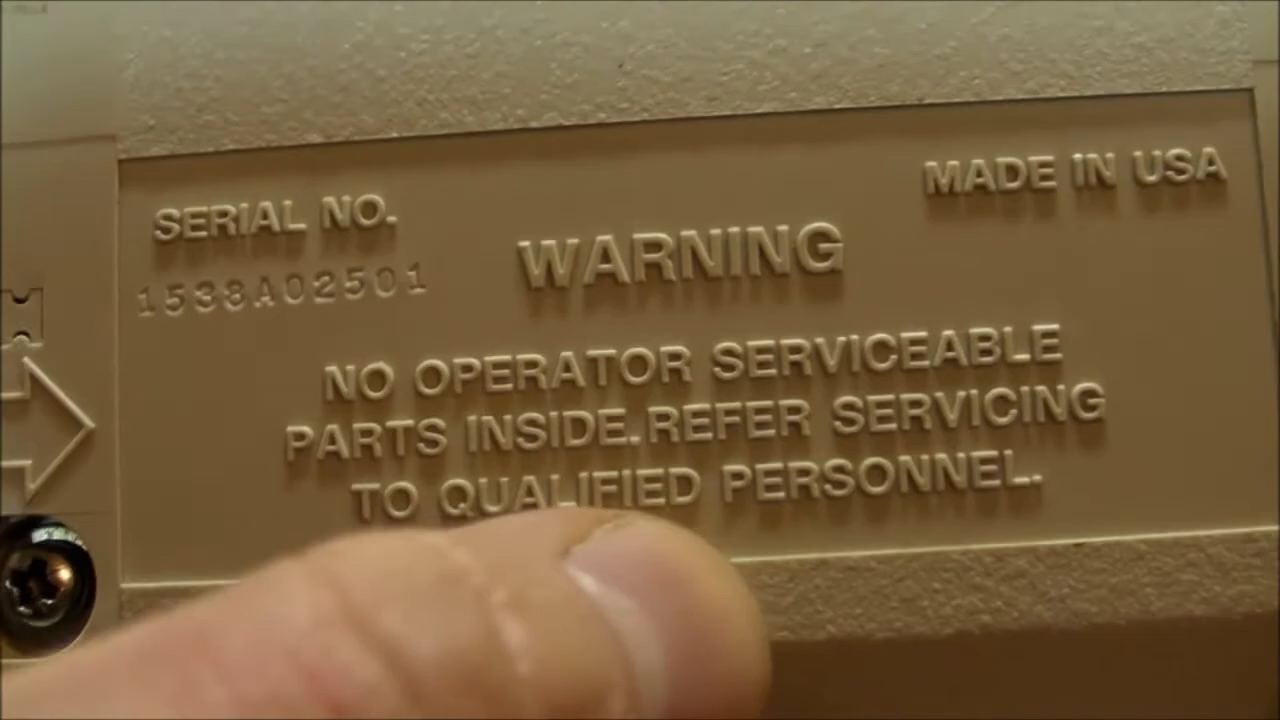 SERIAL NO.
1538A02501
MADE IN USA
WARNING
NO OPERATOR SERVICEABLE
PARTS INSIDE. REFER SERVICING
TO QUALIFIED PERSONNEL.